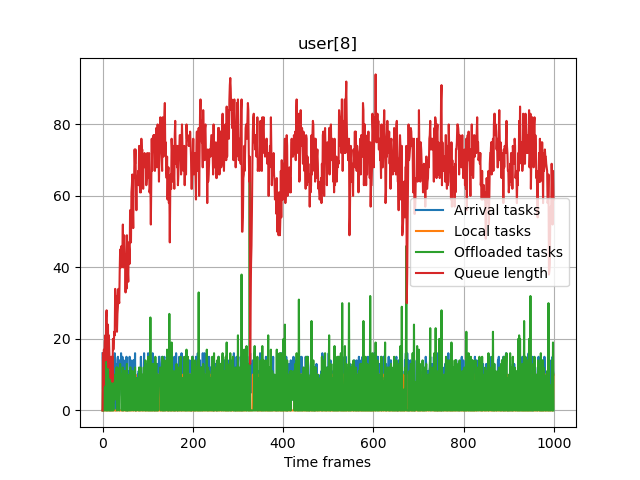 user[8]
80
60
40
20
0
Arrival tasks
Local tasks
Offloaded tasks
Queue length
0 200 400 600 800 1000
Time frames